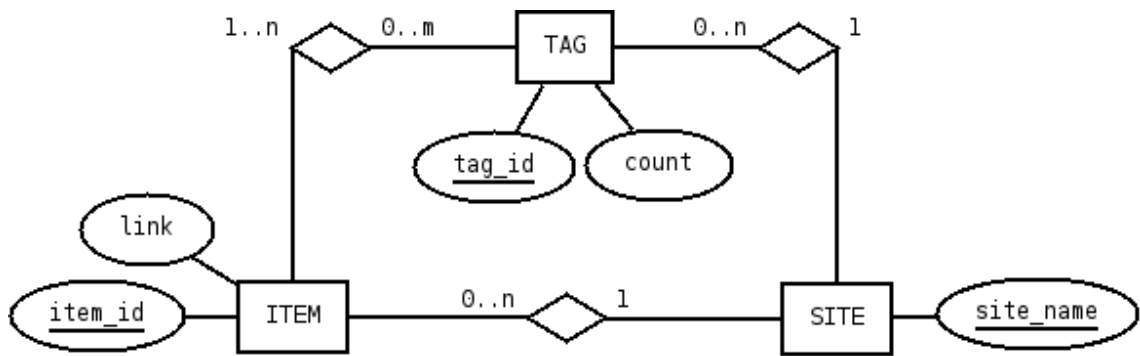 1..n
0..m
TAG
0..n
1
tag_id
count
link
item_id
ITEM
0..n
1
SITE
site_name